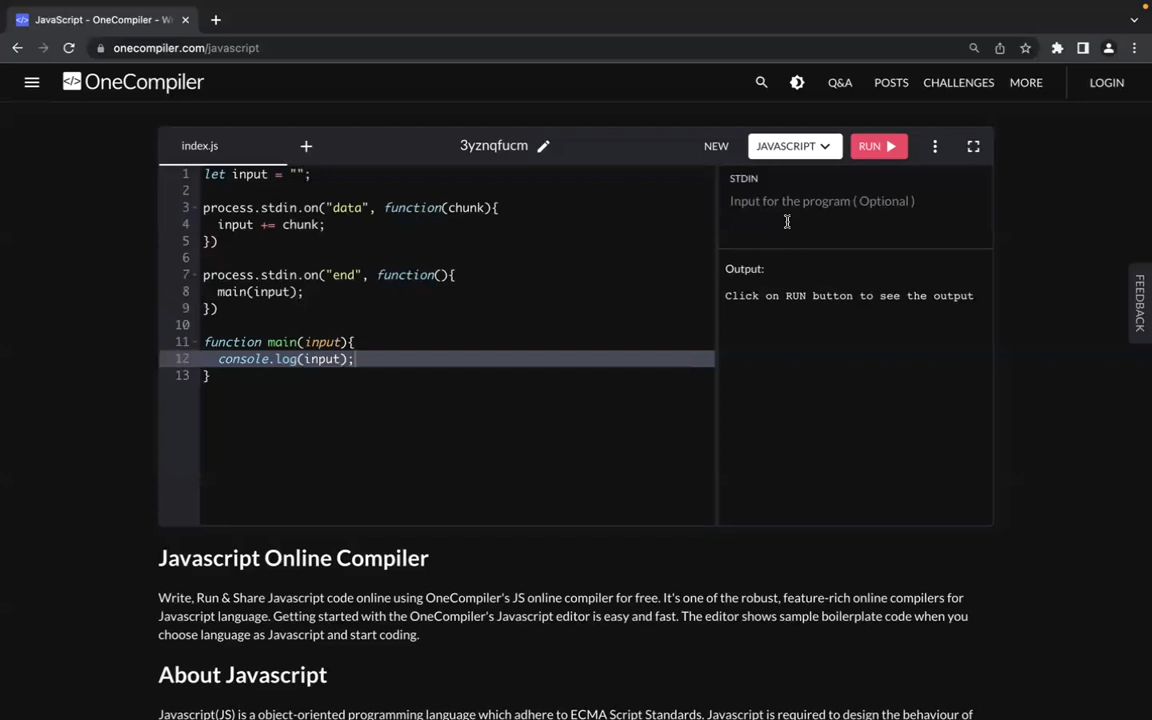 JavaScript - OneCompiler - W
onecompiler.com/javascript
OneCompiler
Q&A POSTS CHALLENGES MORE LOGIN
index.js
3yznqfucm
NEW JAVASCRIPT RUN
1 let input = "";
2
3 process.stdin.on("data", function(chunk){
4 input += chunk;
5 })
6
7 process.stdin.on("end", function(){
8 main(input);
9 })
10
11 function main(input){
12 console.log(input);
13 }
STDIN
Input for the program ( Optional )
Output:
Click on RUN button to see the output
FEEDBACK
Javascript Online Compiler
Write, Run & Share Javascript code online using OneCompiler's JS online compiler for free. It's one of the robust, feature-rich online compilers for
Javascript language. Getting started with the OneCompiler's Javascript editor is easy and fast. The editor shows sample boilerplate code when you
choose language as Javascript and start coding.
About Javascript
Javascript(JS) is a object-oriented programming language which adhere to ECMA Script Standards. Javascript is required to design the behaviour of